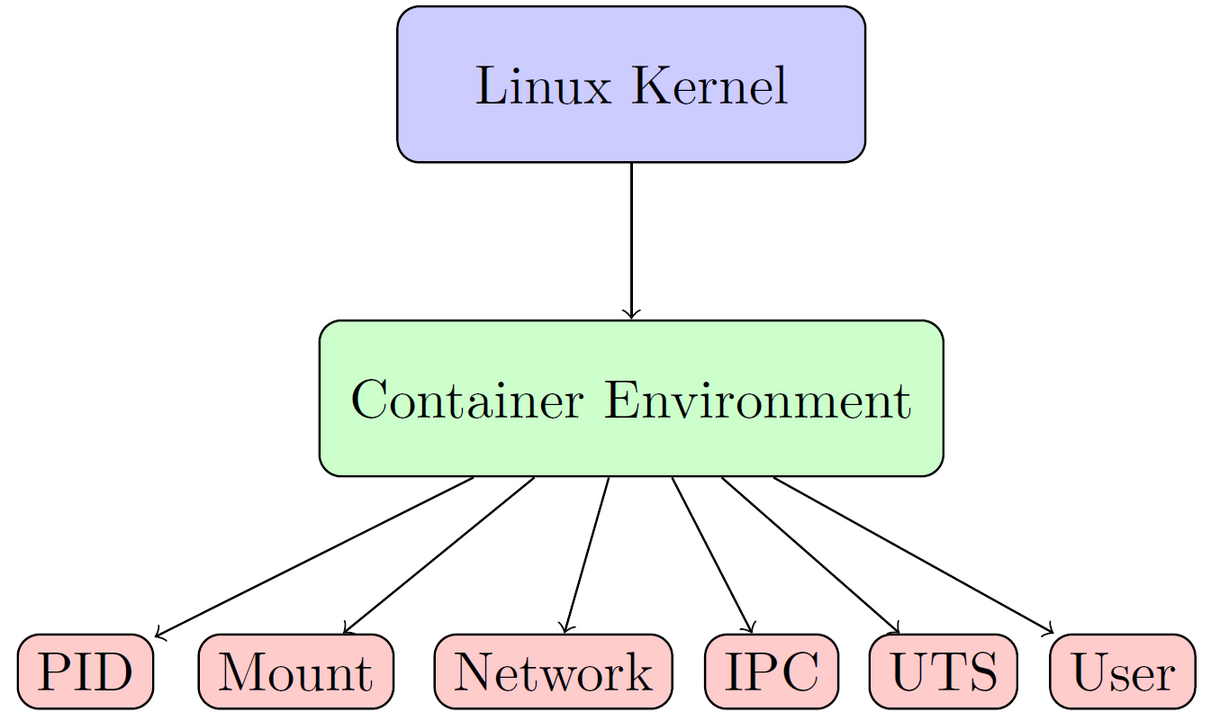 Linux Kernel
Container Environment
PID
Mount
Network
IPC
UTS
User